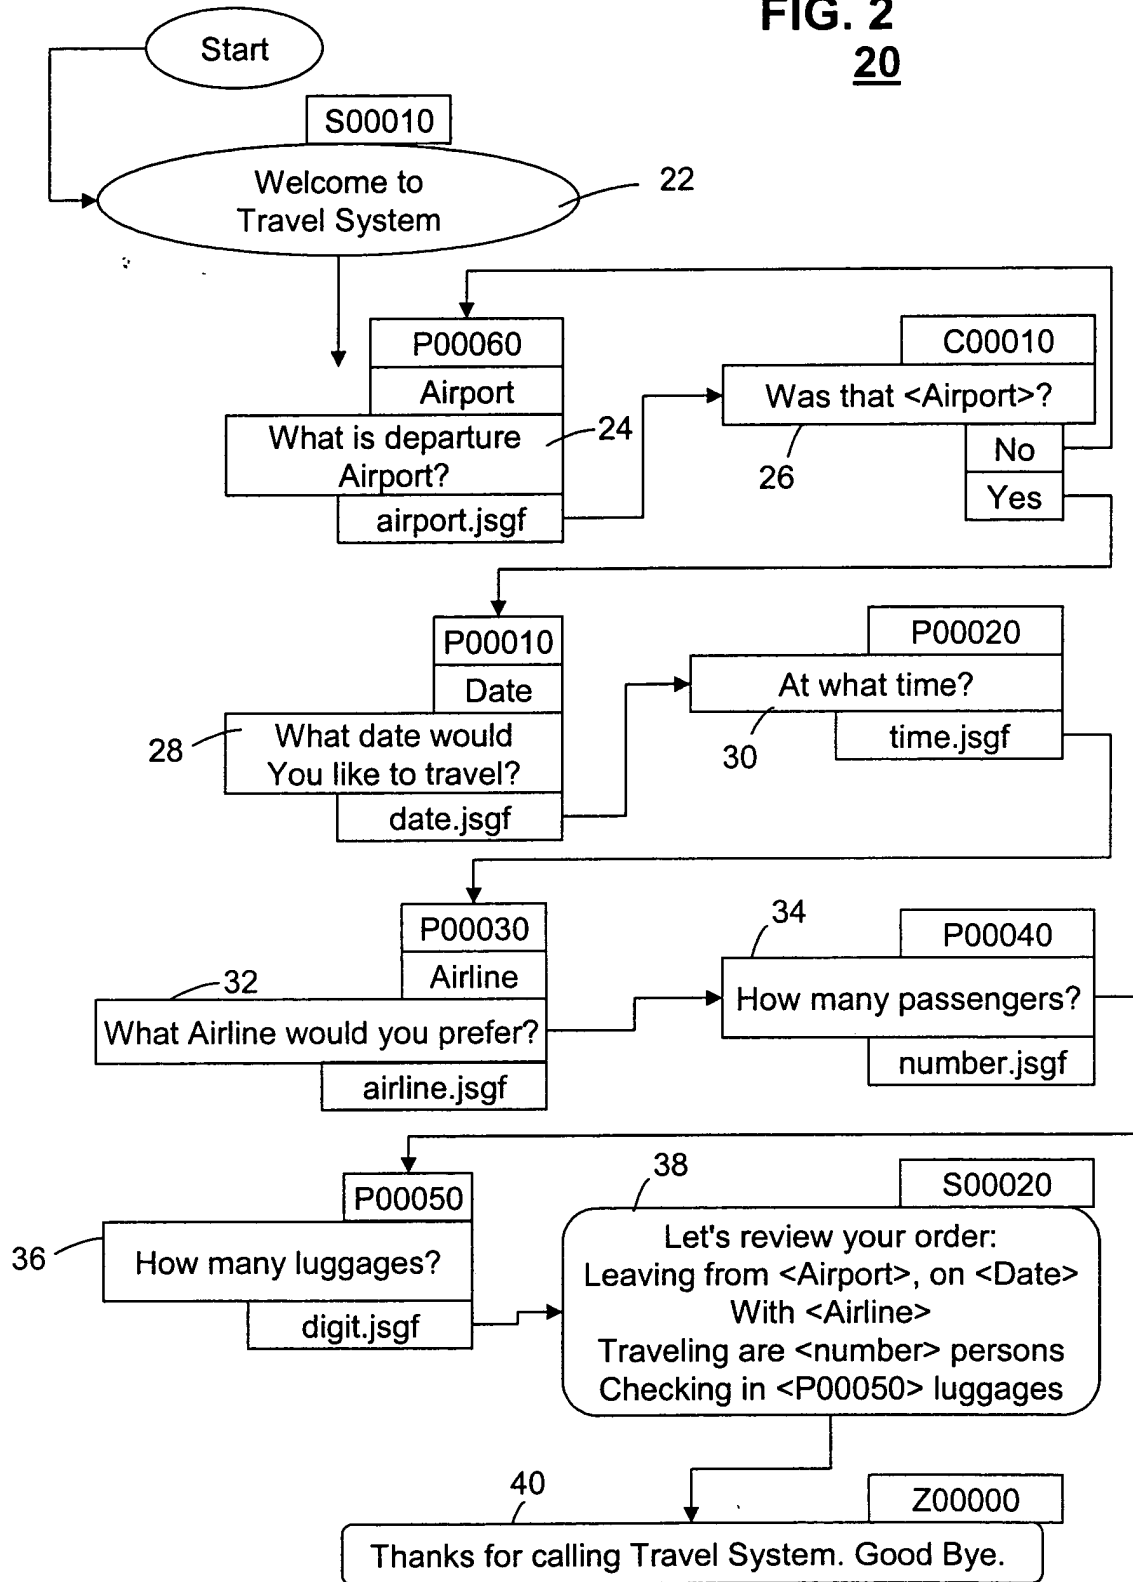 FIG. 2
20
Start
S00010
Welcome to
Travel System
22
P00060
Airport
What is departure
Airport?
24
airport.jsgf
C00010
Was that <Airport>?
26
No
Yes
P00010
Date
28
What date would
You like to travel?
date.jsgf
P00020
At what time?
30
time.jsgf
P00030
Airline
32
What Airline would you prefer?
airline.jsgf
34
P00040
How many passengers?
number.jsgf
P00050
36
How many luggages?
digit.jsgf
38
S00020
Let's review your order:
Leaving from <Airport>, on <Date>
With <Airline>
Traveling are <number> persons
Checking in <P00050> luggages
40
Z00000
Thanks for calling Travel System. Good Bye.